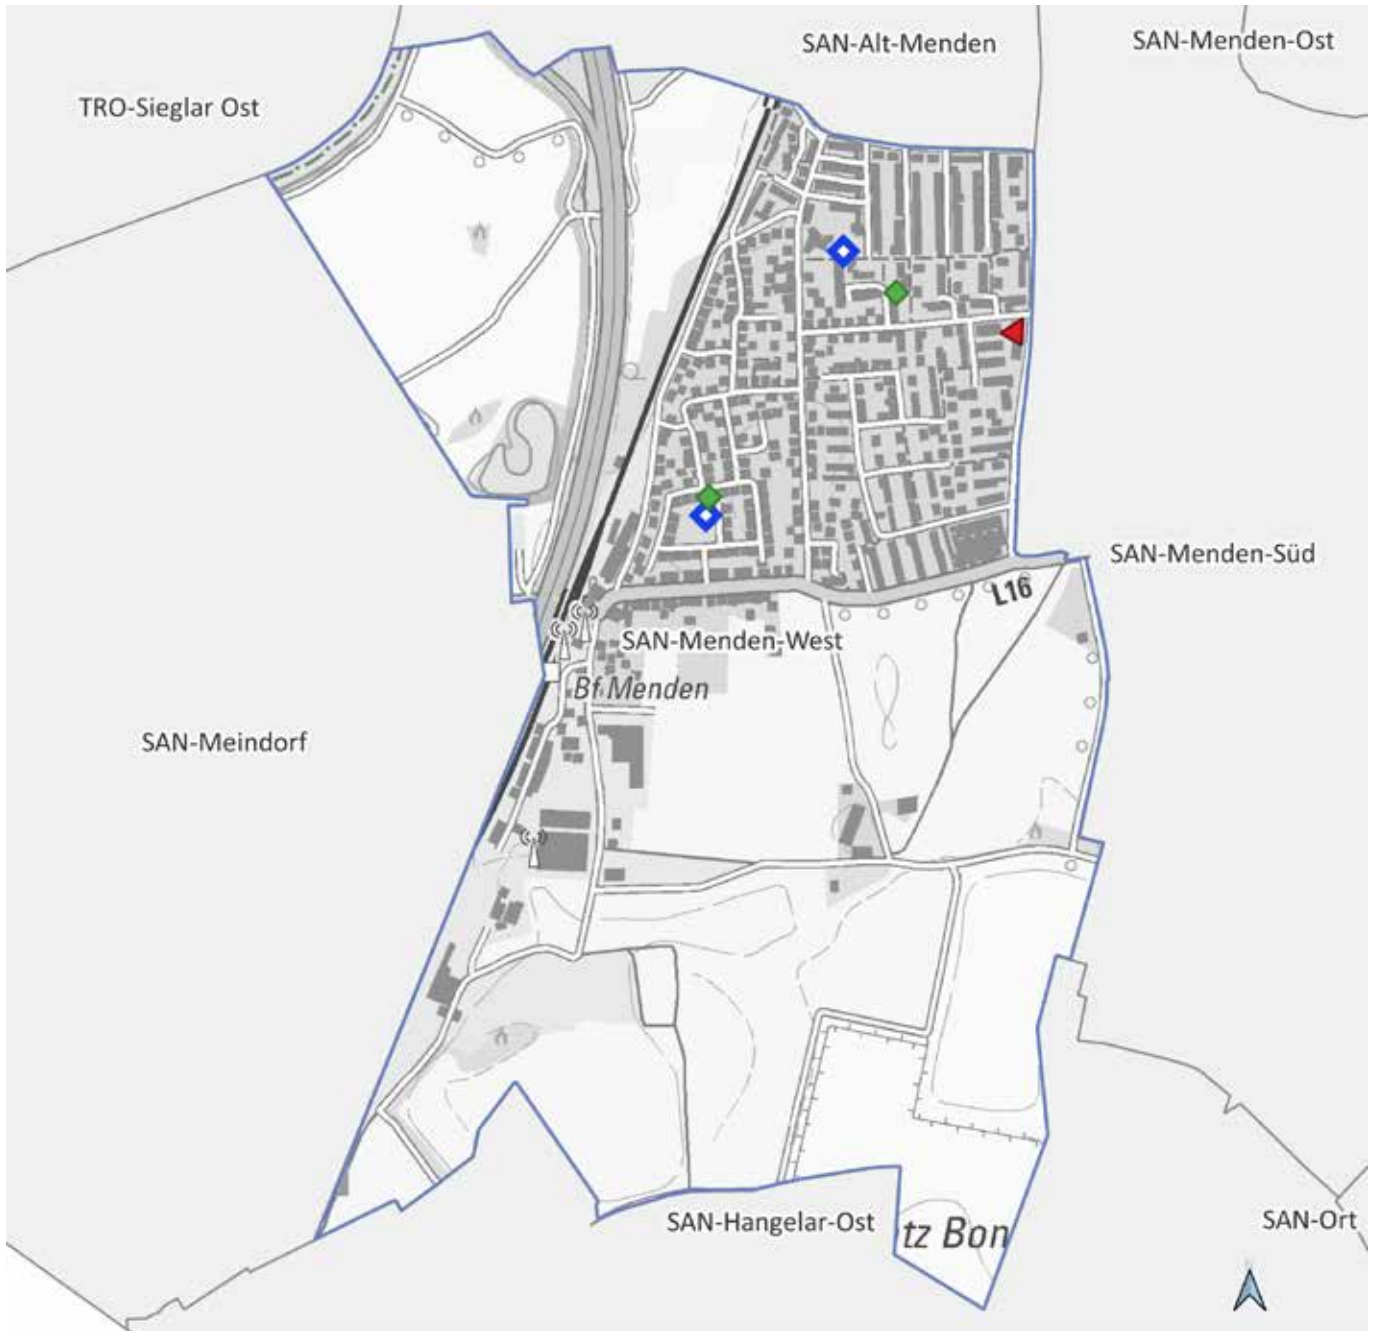 SAN-Alt-Menden
SAN-Menden-Ost
TRO-Sieglar Ost
SAN-Menden-Süd
L16
SAN-Menden-West
Bf Menden
SAN-Meindorf
SAN-Hangelar-Ost
tz Bon
SAN-Ort